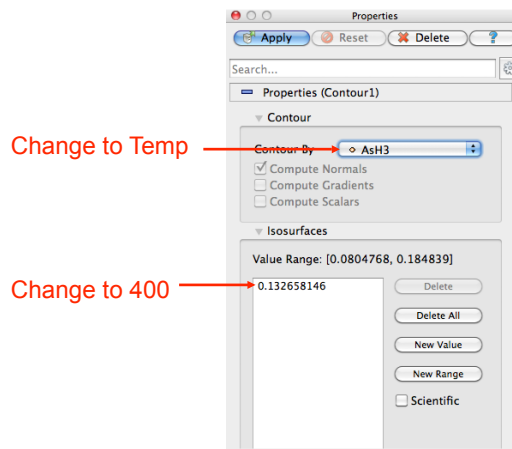 Properties
Apply Reset Delete ?
Search...
Properties (Contour1)
Contour
Change to Temp
Contour By AsH3
Compute Normals
Compute Gradients
Compute Scalars
Isosurfaces
Value Range: [0.0804768, 0.184839]
Change to 400
0.132658146 Delete
Delete All
New Value
New Range
Scientific